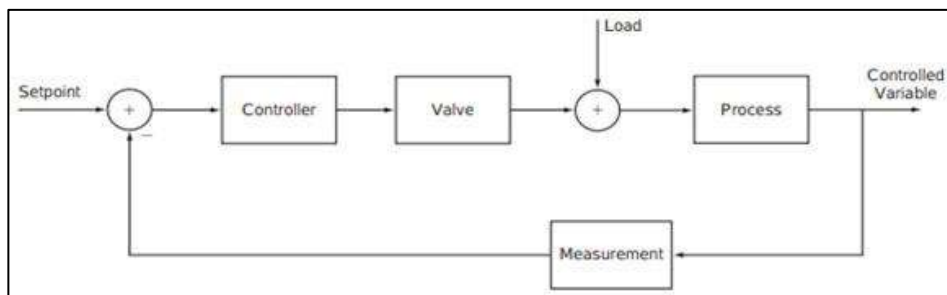 Load
Setpoint
Controlled
Variable
+
Controller
Valve
+
Process
−
Measurement